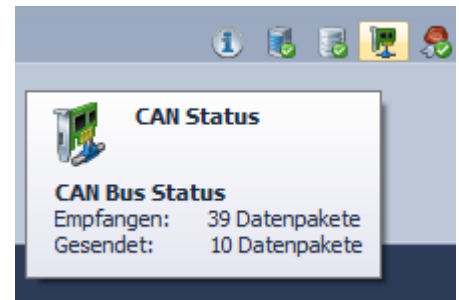 CAN Status
CAN Bus Status
Empfangen: 39 Datenpakete
Gesendet: 10 Datenpakete